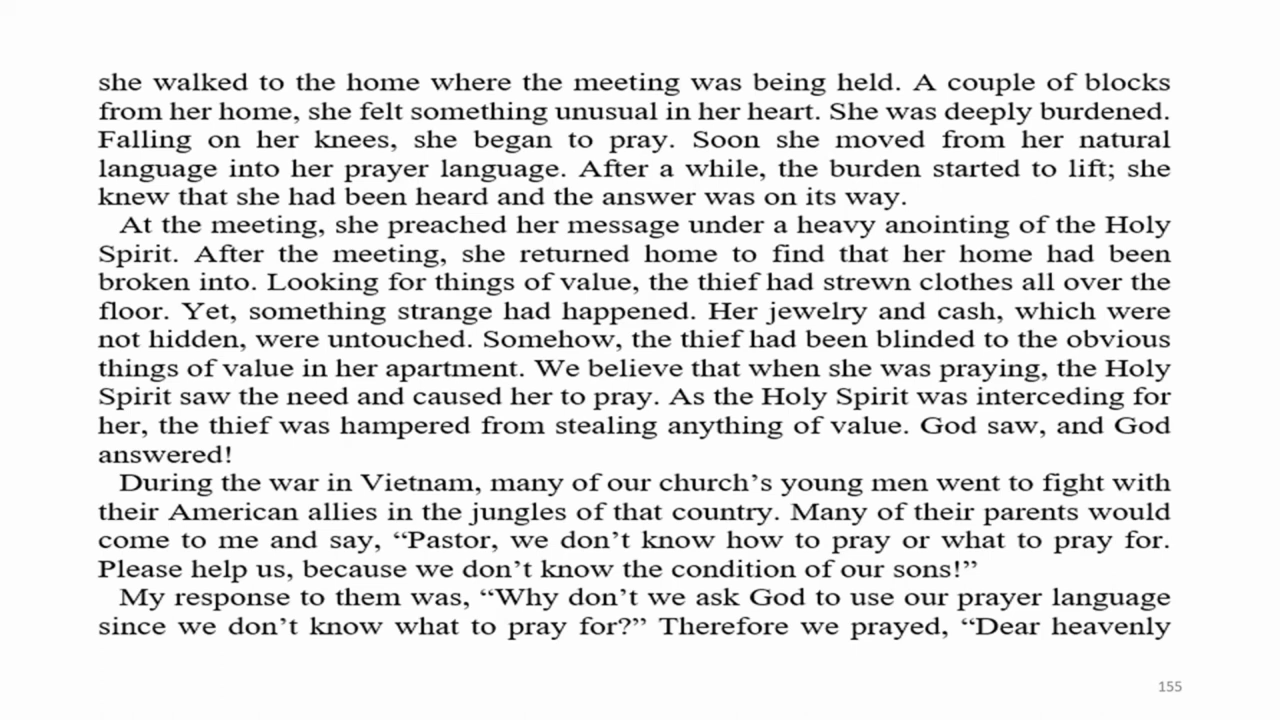 she walked to the home where the meeting was being held. A couple of blocks
from her home, she felt something unusual in her heart. She was deeply burdened.
Falling on her knees, she began to pray. Soon she moved from her natural
language into her prayer language. After a while, the burden started to lift; she
knew that she had been heard and the answer was on its way.
At the meeting, she preached her message under a heavy anointing of the Holy
Spirit. After the meeting, she returned home to find that her home had been
broken into. Looking for things of value, the thief had strewn clothes all over the
floor. Yet, something strange had happened. Her jewelry and cash, which were
not hidden, were untouched. Somehow, the thief had been blinded to the obvious
things of value in her apartment. We believe that when she was praying, the Holy
Spirit saw the need and caused her to pray. As the Holy Spirit was interceding for
her, the thief was hampered from stealing anything of value. God saw, and God
answered!
During the war in Vietnam, many of our church’s young men went to fight with
their American allies in the jungles of that country. Many of their parents would
come to me and say, “Pastor, we don’t know how to pray or what to pray for.
Please help us, because we don’t know the condition of our sons!”
My response to them was, “Why don’t we ask God to use our prayer language
since we don’t know what to pray for?” Therefore we prayed, “Dear heavenly
155